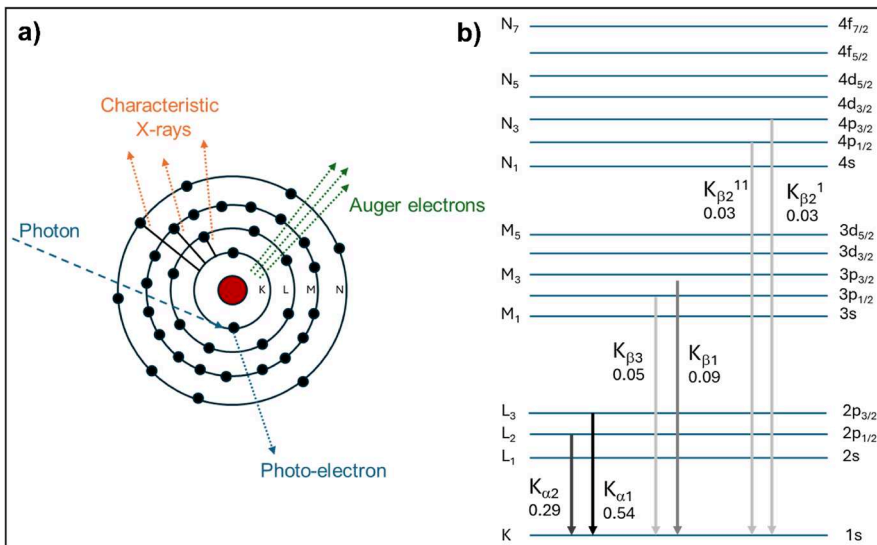 a)
Characteristic
X-rays
Photon
Auger electrons
K L M N
Photo-electron
b)
N₇ 4f₇/₂
4f₅/₂
N₅ 4d₅/₂
4d₃/₂
N₃ 4p₃/₂
4p₁/₂
N₁ 4s
Kβ2¹¹ Kβ2¹
0.03 0.03
M₅ 3d₅/₂
3d₃/₂
M₃ 3p₃/₂
3p₁/₂
M₁ 3s
Kβ3 Kβ1
0.05 0.09
L₃ 2p₃/₂
L₂ 2p₁/₂
L₁ 2s
Kα2 Kα1
0.29 0.54
K 1s